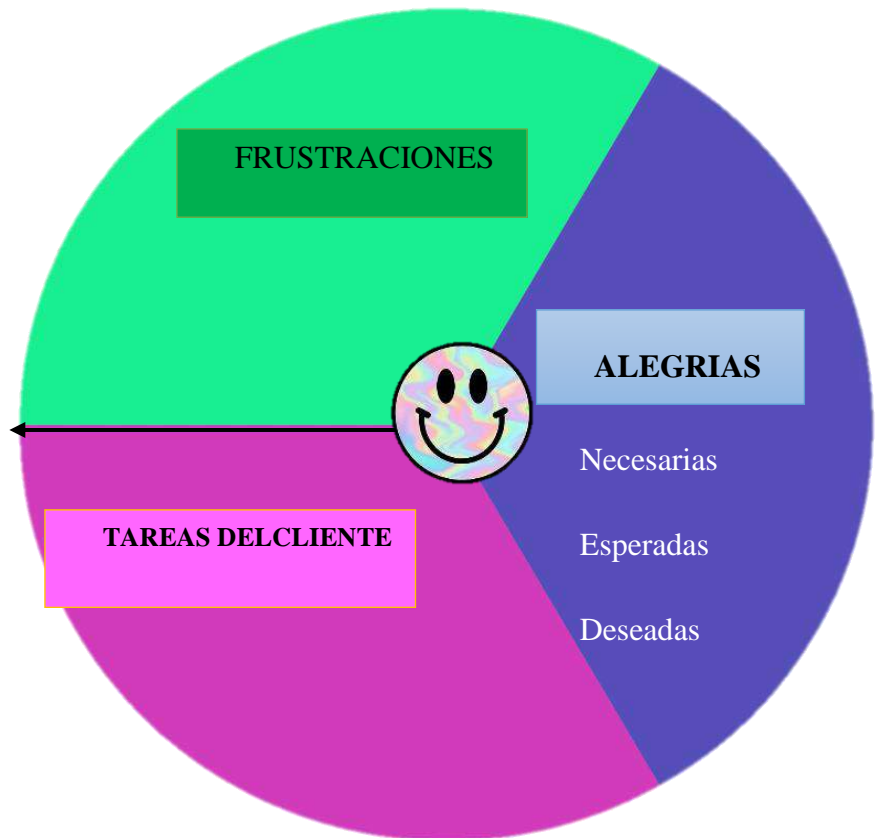 FRUSTRACIONES
ALEGRIAS
Necesarias
Esperadas
Deseadas
TAREAS DELCLIENTE